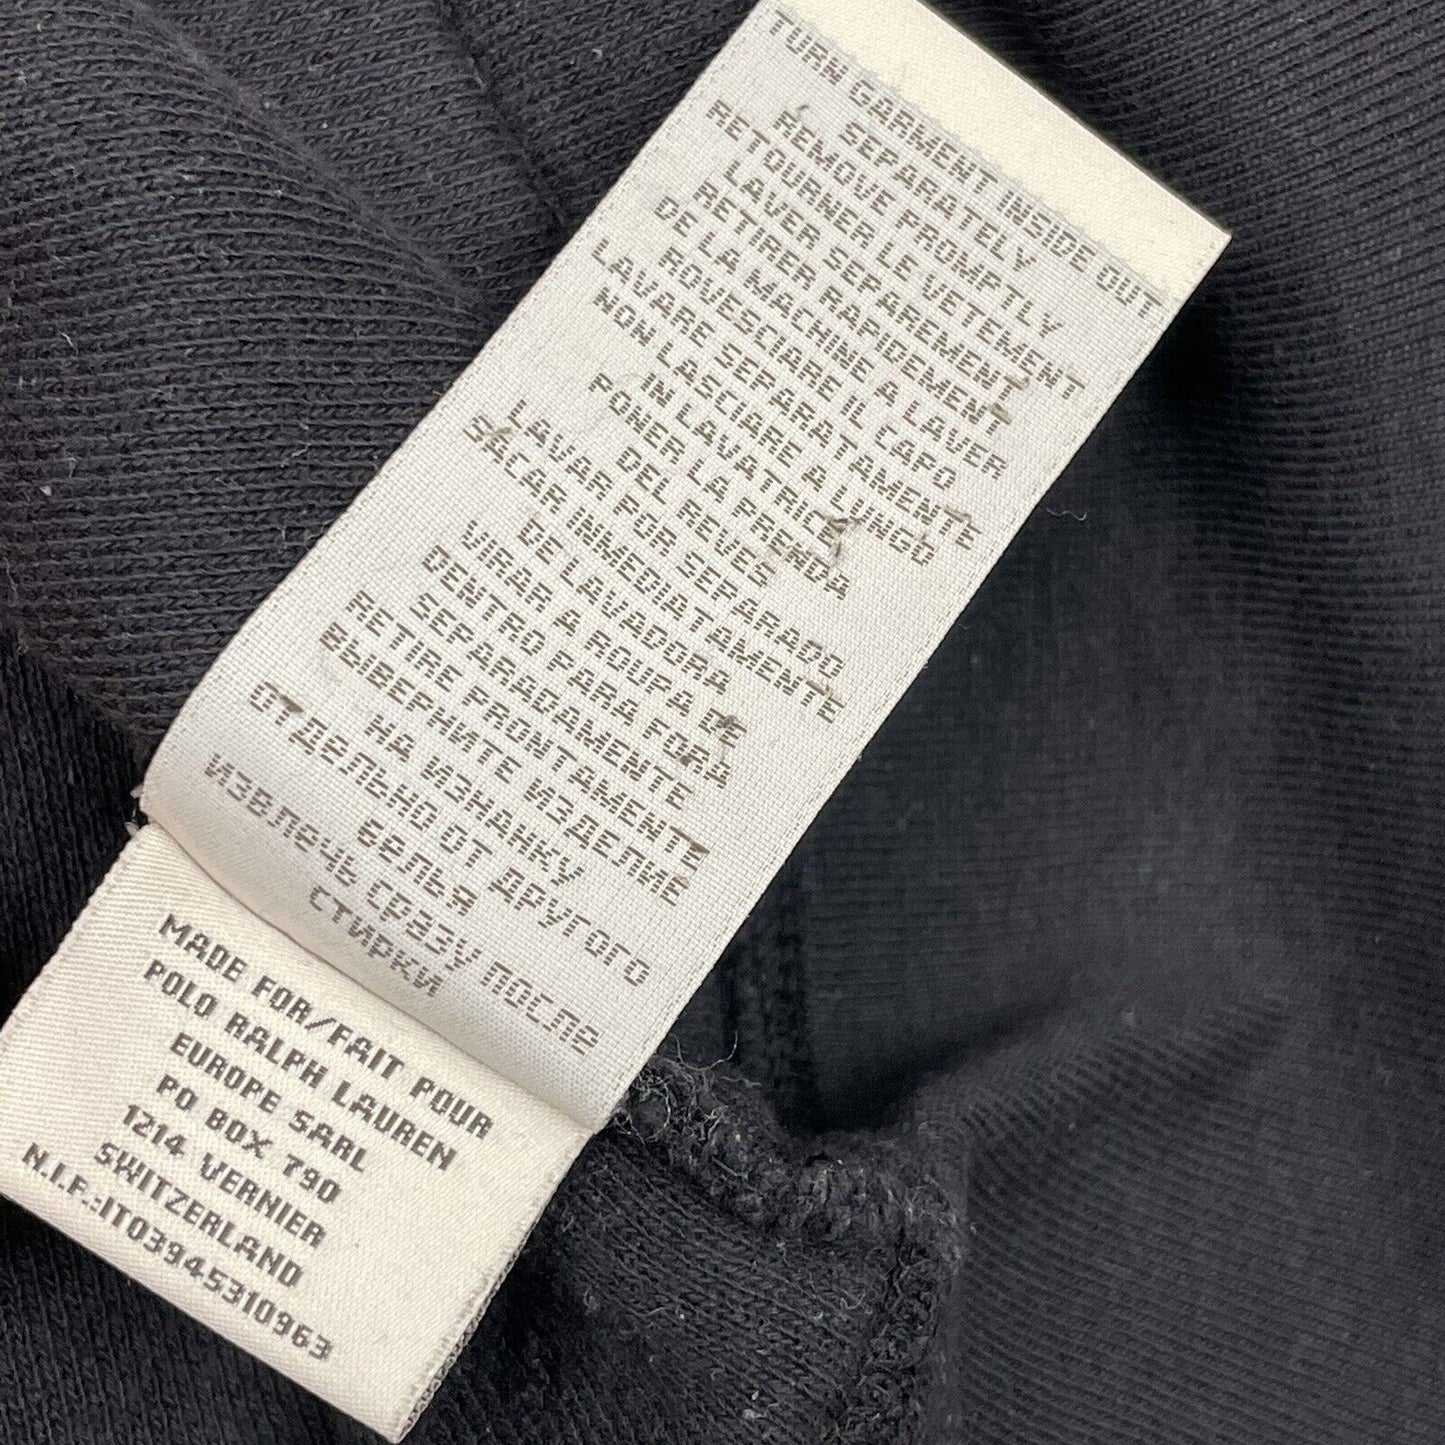 TURN GARMENT INSIDE OUT
SEPARATELY
REMOVE PROMPTLY
RETOURNER LE VETEMENT
LAVER SEPAREMENT
RETIRER RAPIDEMENT
DE LA MACHINE A LAVER
ROVESCIARE IL CAPO
LAVARE SEPARATAMENTE
NON LASCIARE A LUNGO
IN LAVATRICE
PONER LA PRENDA
DEL REVES
LAVAR POR SEPARADO
SACAR INMEDIATAMENTE
DE LAVADORA
VIRAR A ROUPA DE
DENTRO PARA FORA
SEPARADAMENTE
RETIRE PRONTAMENTE
ВЫВЕРНИТЕ ИЗДЕЛИЕ
НА ИЗНАНКУ
ОТДЕЛЬНО ОТ ДРУГОГО
БЕЛЬЯ
ИЗВЛЕЧЬ СРАЗУ ПОСЛЕ
СТИРКИ
MADE FOR/FAIT POUR
POLO RALPH LAUREN
EUROPE SARL
PO BOX 790
1214 VERNIER
SWITZERLAND
N.I.F.:IT0394531096​3